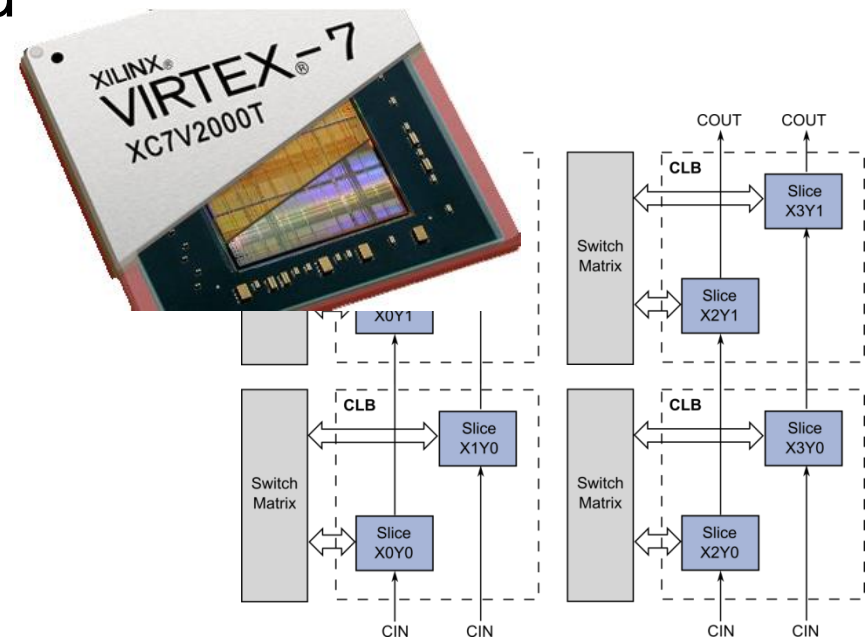 XILINX®
VIRTEX®-7
XC7V2000T
COUT
COUT
CLB
Slice
X3Y1
Switch
Matrix
Slice
X2Y1
X0Y1
CLB
Slice
X1Y0
Switch
Matrix
Slice
X0Y0
CIN
CIN
CLB
Slice
X3Y0
Switch
Matrix
Slice
X2Y0
CIN
CIN